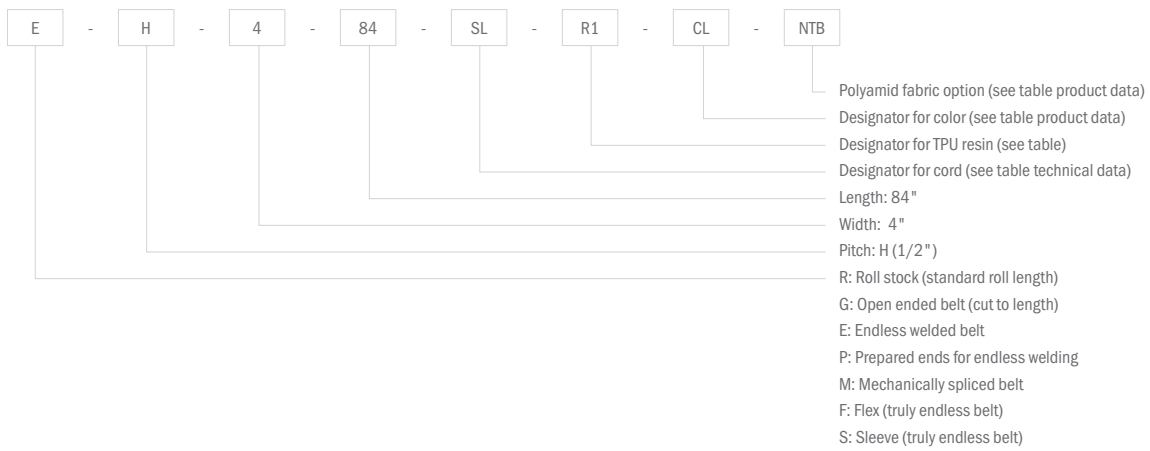 E - H - 4 - 84 - SL - R1 - CL - NTB
Polyamid fabric option (see table product data)
Designator for color (see table product data)
Designator for TPU resin (see table)
Designator for cord (see table technical data)
Length: 84"
Width: 4"
Pitch: H (1/2")
R: Roll stock (standard roll length)
G: Open ended belt (cut to length)
E: Endless welded belt
P: Prepared ends for endless welding
M: Mechanically spliced belt
F: Flex (truly endless belt)
S: Sleeve (truly endless belt)